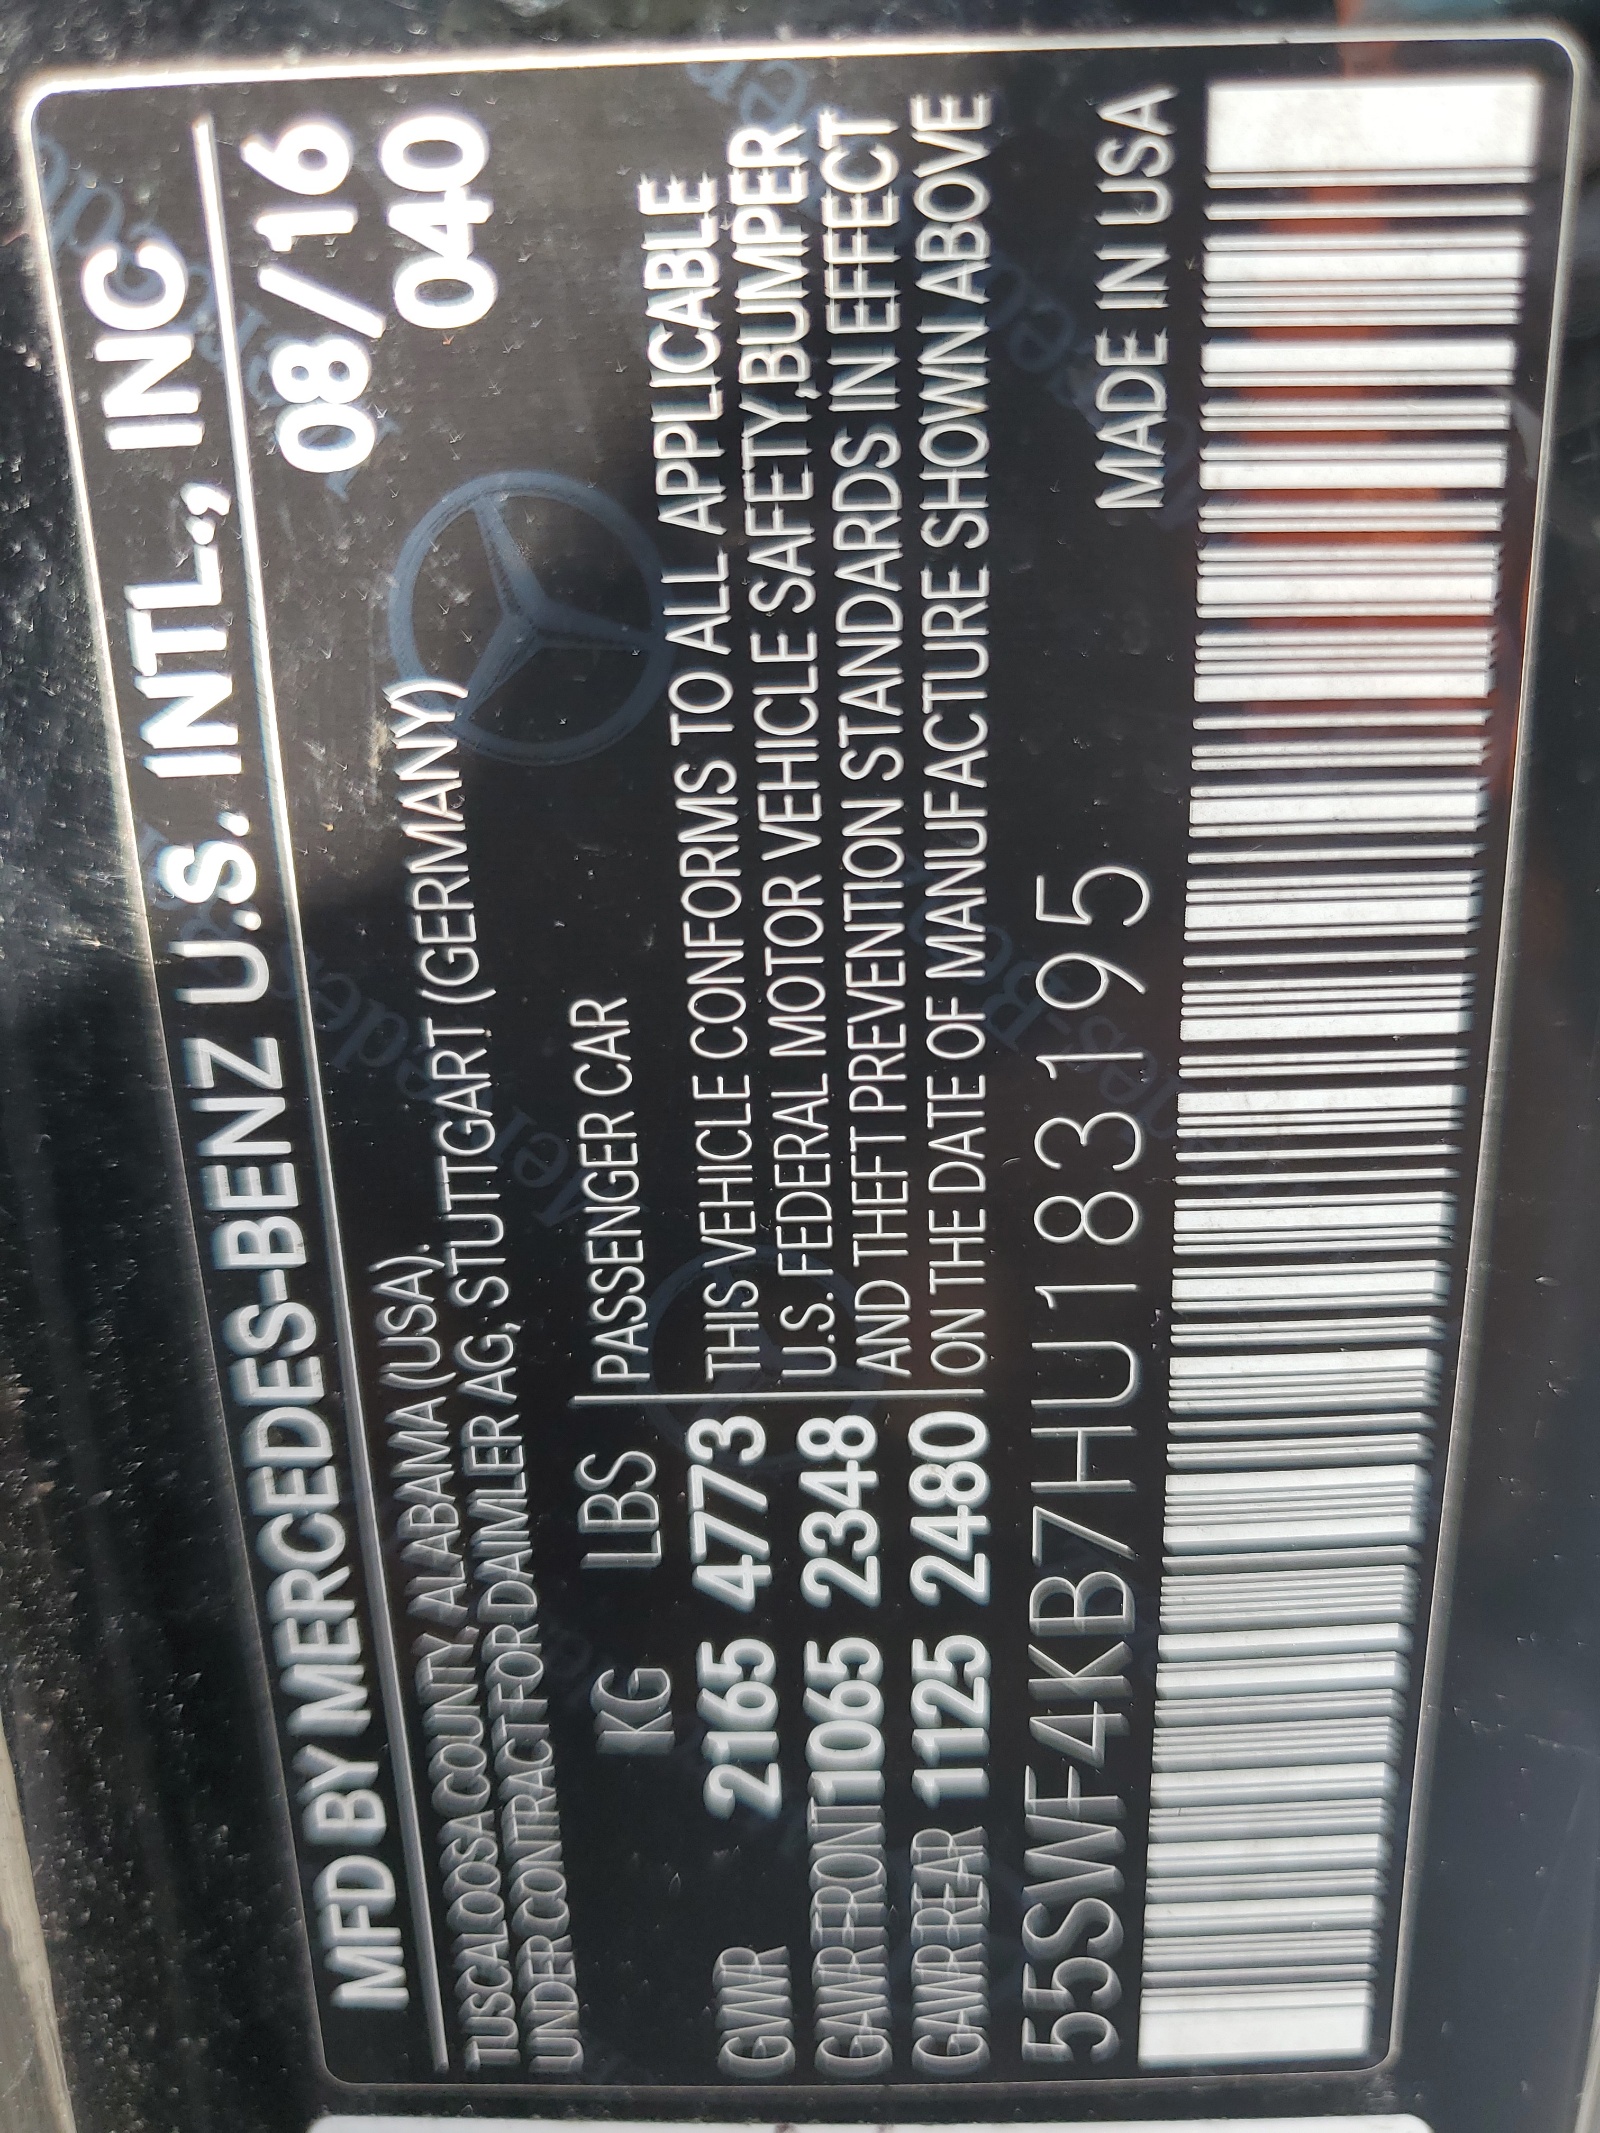 MFD BY MERCEDES-BENZ U.S. INTL., INC
08/16
TUSCALOOSA COUNTY, ALABAMA (USA).
040
UNDER CONTRACT FOR DAIMLER AG, STUTTGART (GERMANY)
KG LBS PASSENGER CAR
GVWR 2165 4773 THIS VEHICLE CONFORMS TO ALL APPLICABLE
U.S. FEDERAL MOTOR VEHICLE SAFETY,BUMPER
GAWR FRONT 1065 2348
AND THEFT PREVENTION STANDARDS IN EFFECT
GAWR REAR 1125 2480 ON THE DATE OF MANUFACTURE SHOWN ABOVE
55SWF4KB7HU183195 MADE IN USA